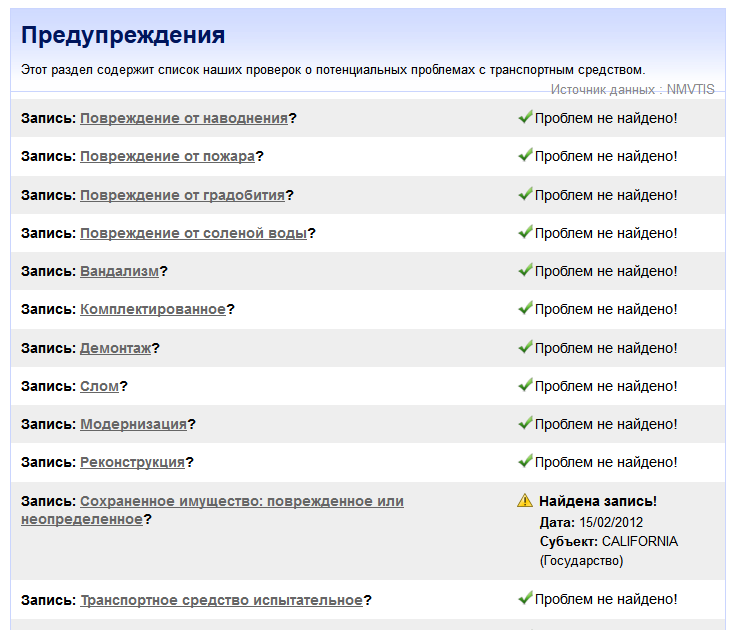 Предупреждения
Этот раздел содержит список наших проверок о потенциальных проблемах с транспортным средством.
Источник данных : NMVTIS
Запись: Повреждение от наводнения? Проблем не найдено!
Запись: Повреждение от пожара? Проблем не найдено!
Запись: Повреждение от градобития? Проблем не найдено!
Запись: Повреждение от соленой воды? Проблем не найдено!
Запись: Вандализм? Проблем не найдено!
Запись: Комплектированное? Проблем не найдено!
Запись: Демонтаж? Проблем не найдено!
Запись: Слом? Проблем не найдено!
Запись: Модернизация? Проблем не найдено!
Запись: Реконструкция? Проблем не найдено!
Запись: Сохраненное имущество: поврежденное или
неопределенное?
Найдена запись!
Дата: 15/02/2012
Субъект: CALIFORNIA
(Государство)
Запись: Транспортное средство испытательное? Проблем не найдено!